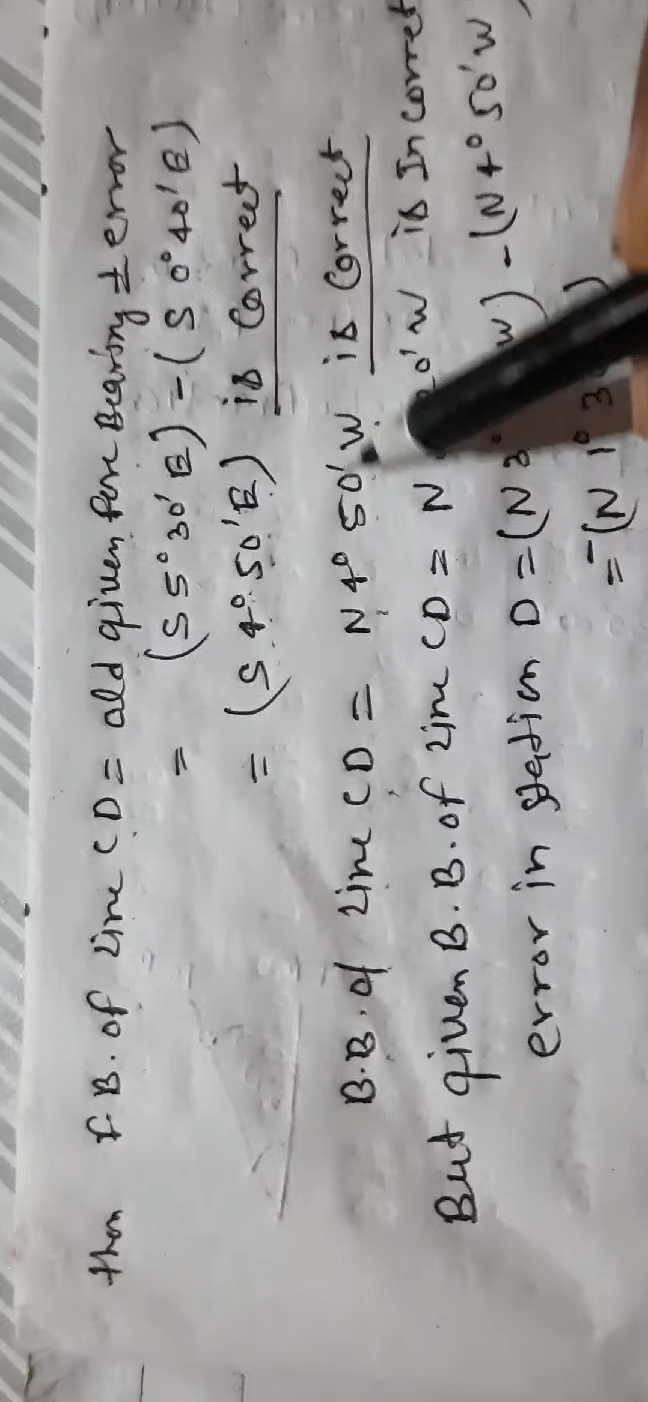 then F.B. of Line CD = old given Fore Bearing ± error
= (S 5° 30' E) - (S 0° 40' E)
= (S 4° 50' E) is Correct
B.B. of Line CD = N 4° 50' W is Correct
But given B.B. of Line CD = N 20' W is Incorrect
error in station D = (N 3° W) - (N 4° 50' W)
= -(N 1° 3 )